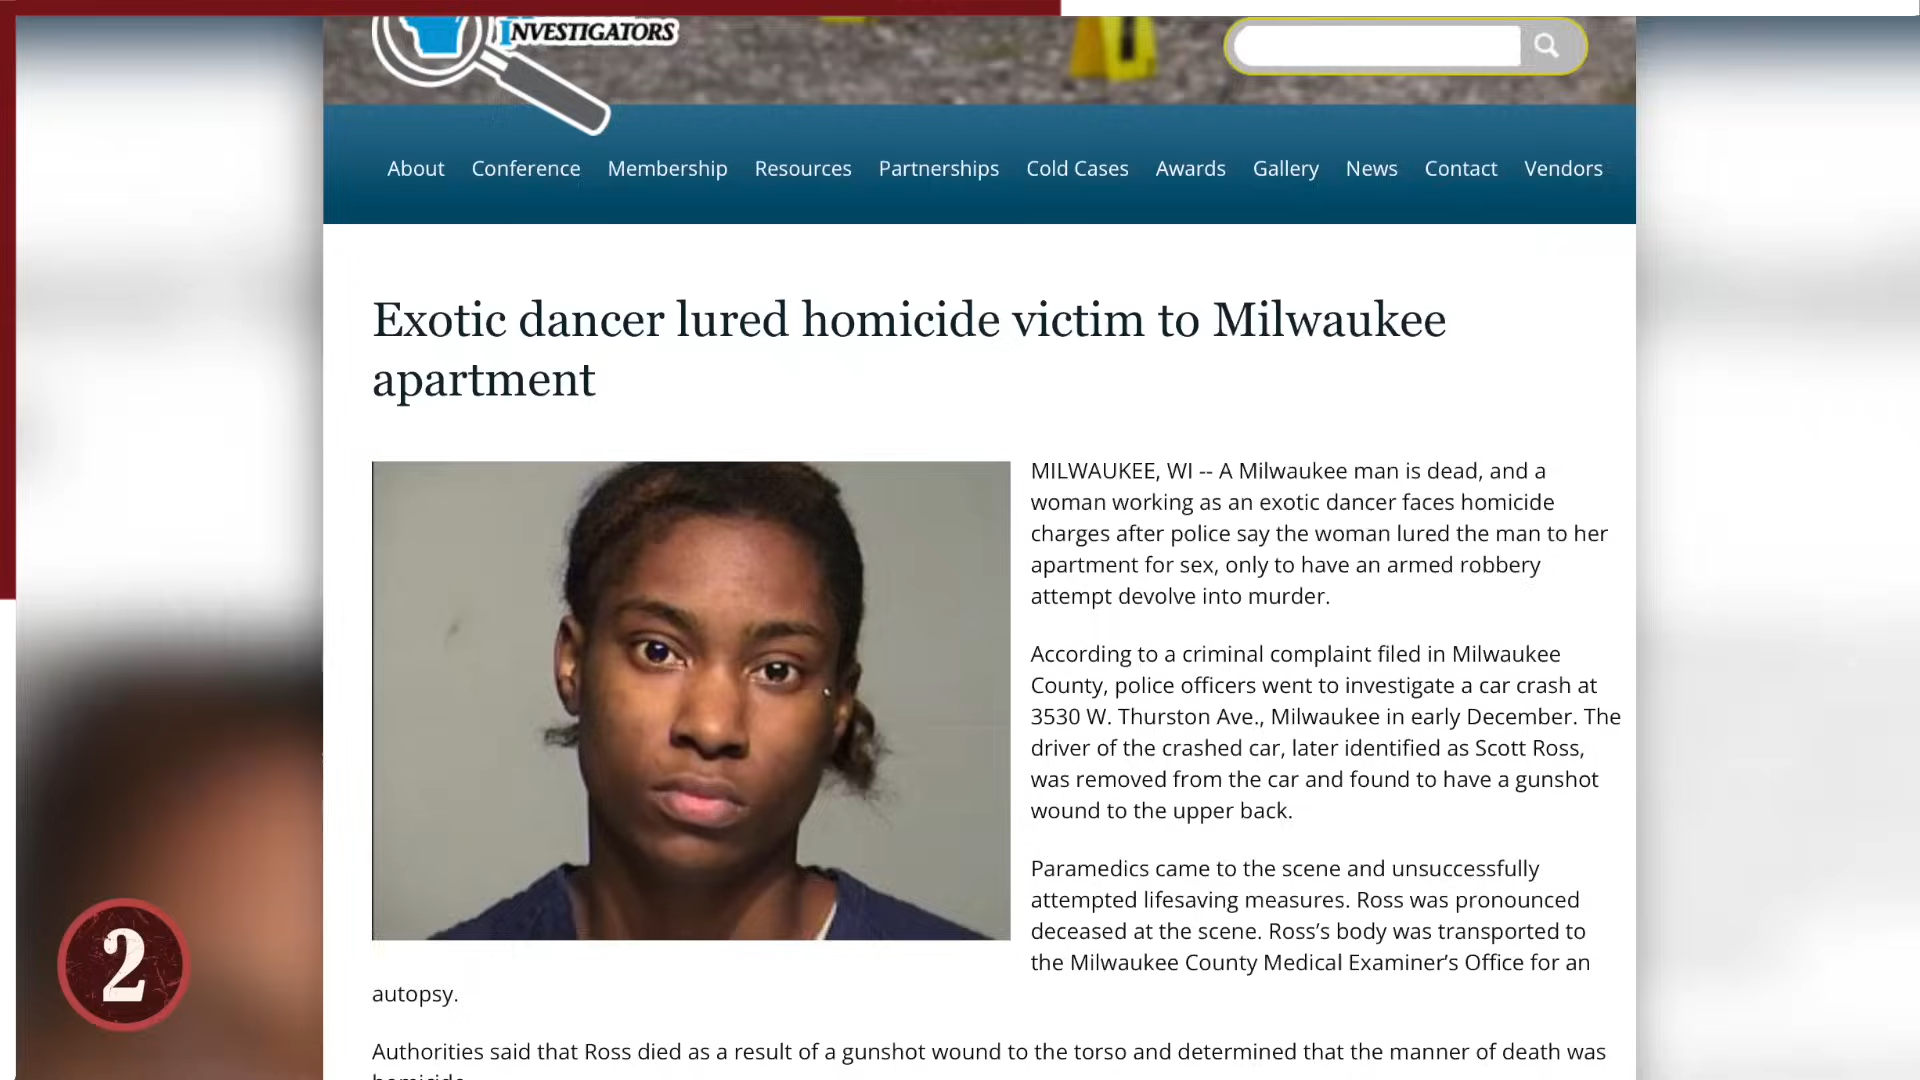 INVESTIGATORS
About Conference Membership Resources Partnerships Cold Cases Awards Gallery News Contact Vendors
Exotic dancer lured homicide victim to Milwaukee
apartment
MILWAUKEE, WI -- A Milwaukee man is dead, and a
woman working as an exotic dancer faces homicide
charges after police say the woman lured the man to her
apartment for sex, only to have an armed robbery
attempt devolve into murder.
According to a criminal complaint filed in Milwaukee
County, police officers went to investigate a car crash at
3530 W. Thurston Ave., Milwaukee in early December. The
driver of the crashed car, later identified as Scott Ross,
was removed from the car and found to have a gunshot
wound to the upper back.
Paramedics came to the scene and unsuccessfully
attempted lifesaving measures. Ross was pronounced
deceased at the scene. Ross’s body was transported to
the Milwaukee County Medical Examiner’s Office for an
autopsy.
Authorities said that Ross died as a result of a gunshot wound to the torso and determined that the manner of death was
2